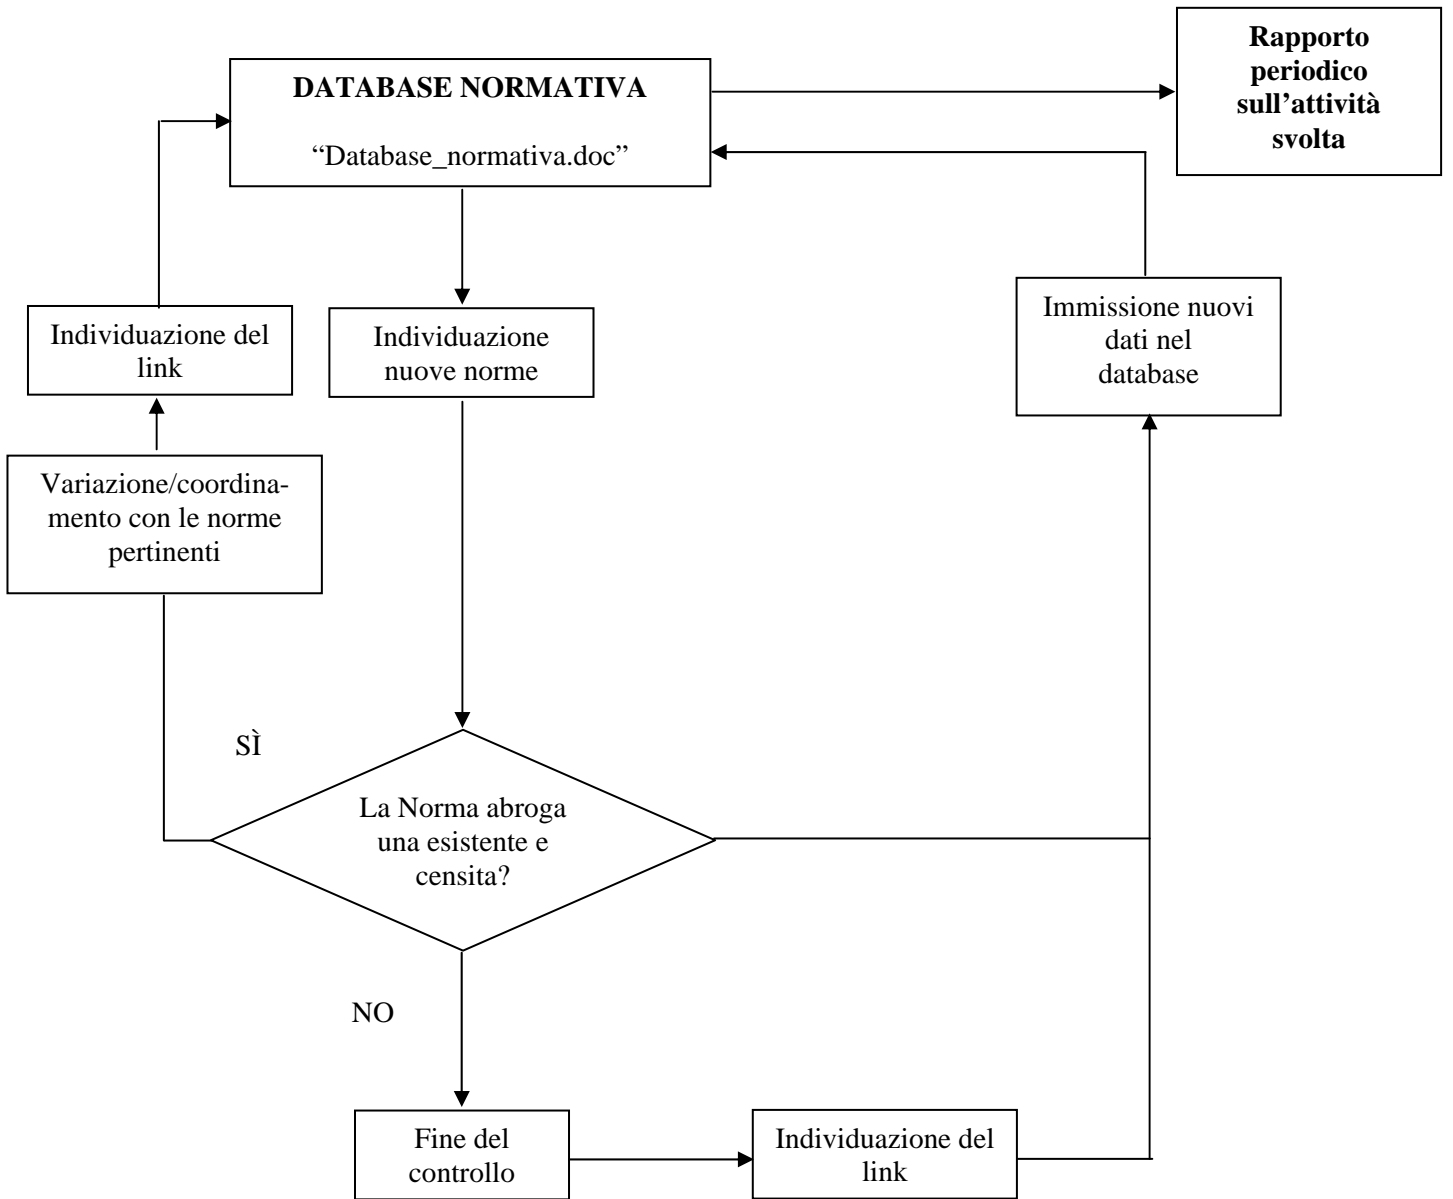 Rapporto
periodico
sull’attività
svolta
DATABASE NORMATIVA
“Database_normativa.doc”
Individuazione del
link
Individuazione
nuove norme
Immissione nuovi
dati nel
database
Variazione/coordina-
mento con le norme
pertinenti
SÌ
La Norma abroga
una esistente e
censita?
NO
Fine del
controllo
Individuazione del
link